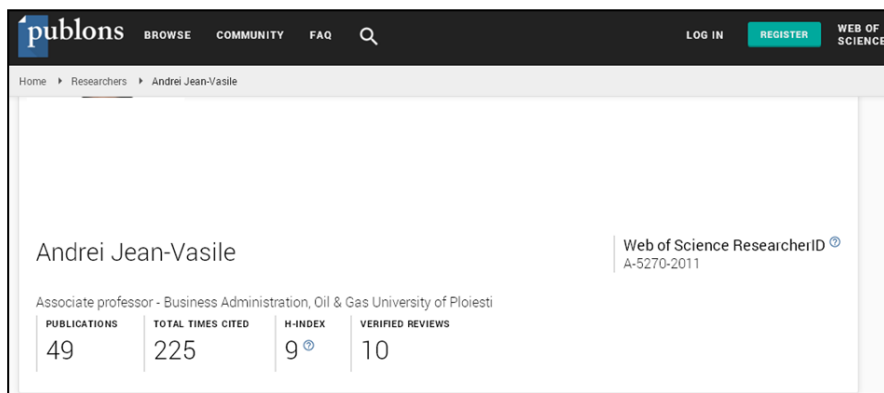 publons BROWSE COMMUNITY FAQ LOG IN REGISTER WEB OF SCIENCE
Home Researchers Andrei Jean-Vasile
Andrei Jean-Vasile
Web of Science ResearcherID ?
A-5270-2011
Associate professor - Business Administration, Oil & Gas University of Ploiesti
PUBLICATIONS TOTAL TIMES CITED H-INDEX VERIFIED REVIEWS
49 225 9 ? 10